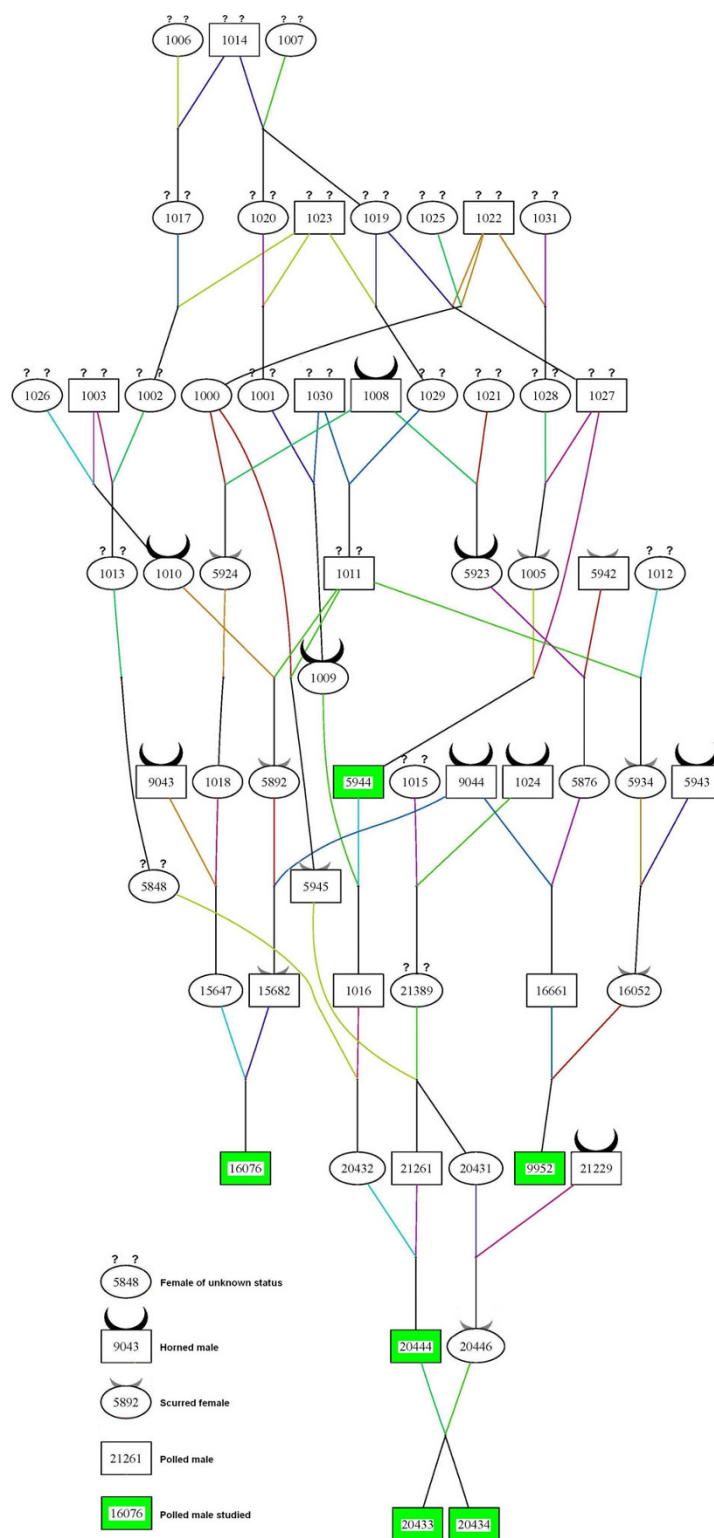 ? ? ? ? ? ?
1006 1014 1007
? ? ? ? ? ? ? ? ? ? ? ? ? ?
1017 1020 1023 1019 1025 1022 1031
? ? ? ? ? ? ? ? ? ? ? ? ? ? ? ? ? ? ? ?
1026 1003 1002 1000 1001 1030 1008 1029 1021 1028 1027
? ? ? ? ? ?
1013 1010 5924 1011 5923 1005 5942 1012
1009
? ?
9043 1018 5892 5944 1015 9044 1024 5876 5934 5943
? ?
5848 5945
? ?
15647 15682 1016 21389 16661 16052
16076 20432 21261 20431 9952 21229
? ?
5848 Female of unknown status
9043 Horned male
20444 20446
5892 Scurred female
21261 Polled male
16076 Polled male studied
20433 20434